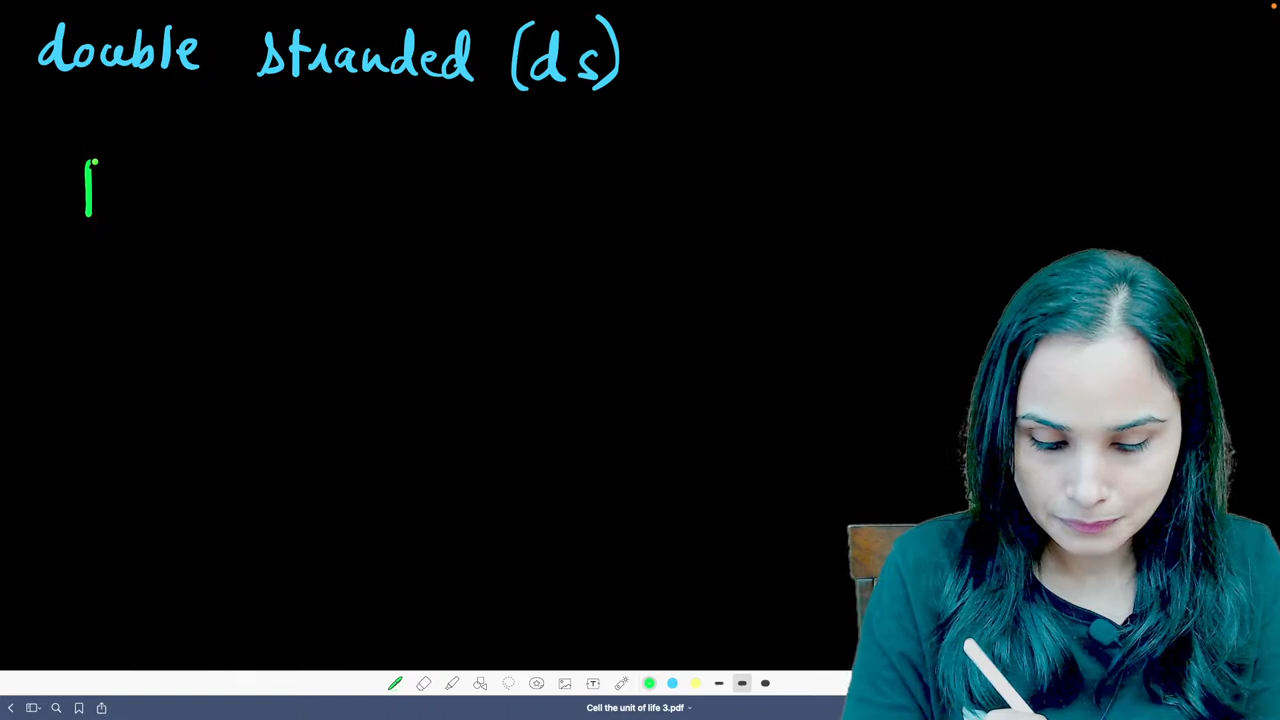 double stranded (ds)
Cell the unit of life 3.pdf